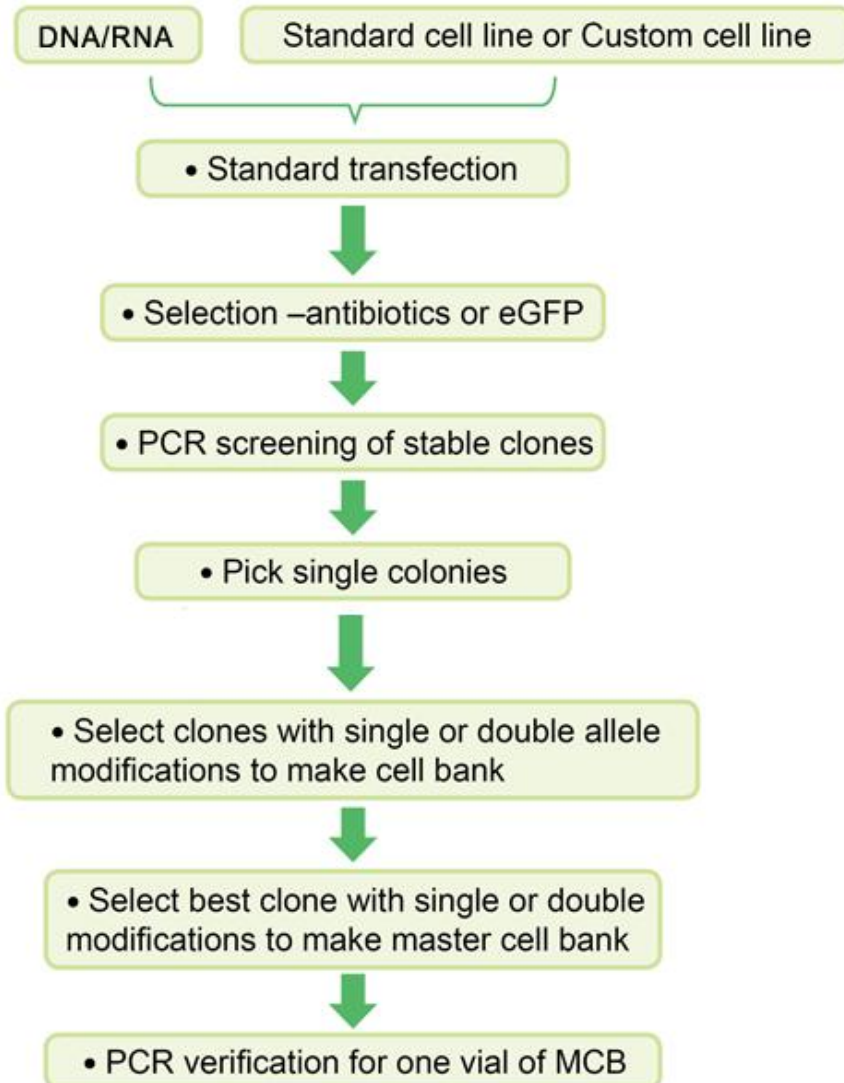 DNA/RNA
Standard cell line or Custom cell line
• Standard transfection
• Selection –antibiotics or eGFP
• PCR screening of stable clones
• Pick single colonies
• Select clones with single or double allele
modifications to make cell bank
• Select best clone with single or double
modifications to make master cell bank
• PCR verification for one vial of MCB